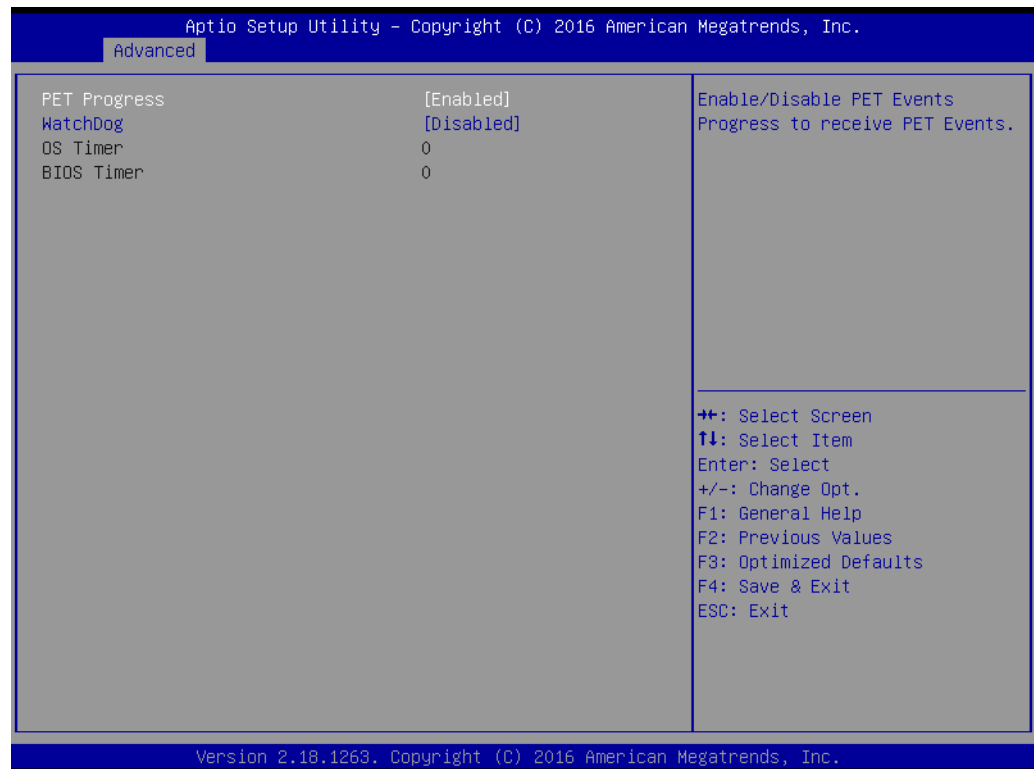 Aptio Setup Utility – Copyright (C) 2016 American Megatrends, Inc.
Advanced
PET Progress [Enabled]
WatchDog [Disabled]
OS Timer 0
BIOS Timer 0
Enable/Disable PET Events
Progress to receive PET Events.
→←: Select Screen
↑↓: Select Item
Enter: Select
+/-: Change Opt.
F1: General Help
F2: Previous Values
F3: Optimized Defaults
F4: Save & Exit
ESC: Exit
Version 2.18.1263. Copyright (C) 2016 American Megatrends, Inc.